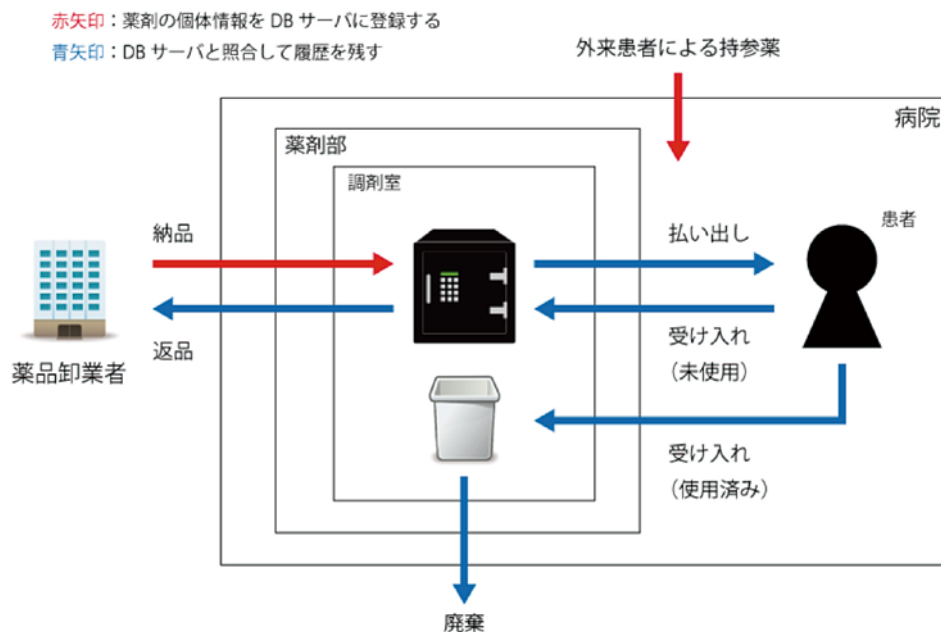 赤矢印：薬剤の個体情報を DB サーバに登録する
青矢印：DB サーバと照合して履歴を残す
外来患者による持参薬
病院
薬剤部
調剤室
患者
納品
払い出し
返品
受け入れ
（未使用）
薬品卸業者
受け入れ
（使用済み）
廃棄